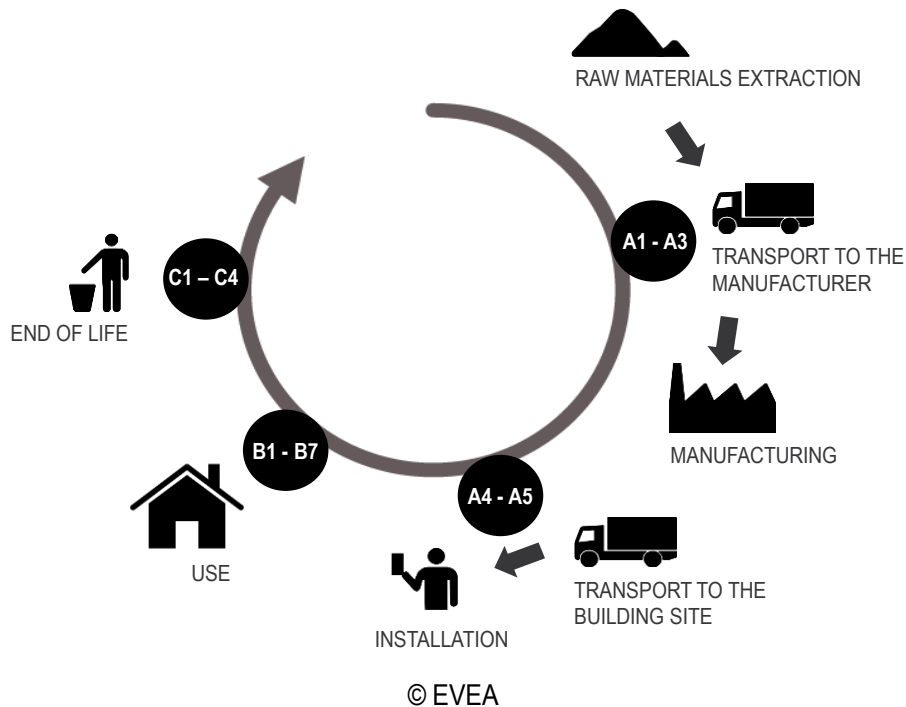 RAW MATERIALS EXTRACTION
A1 - A3
TRANSPORT TO THE
MANUFACTURER
MANUFACTURING
A4 - A5
TRANSPORT TO THE
BUILDING SITE
INSTALLATION
B1 - B7
USE
C1 – C4
END OF LIFE
© EVEA